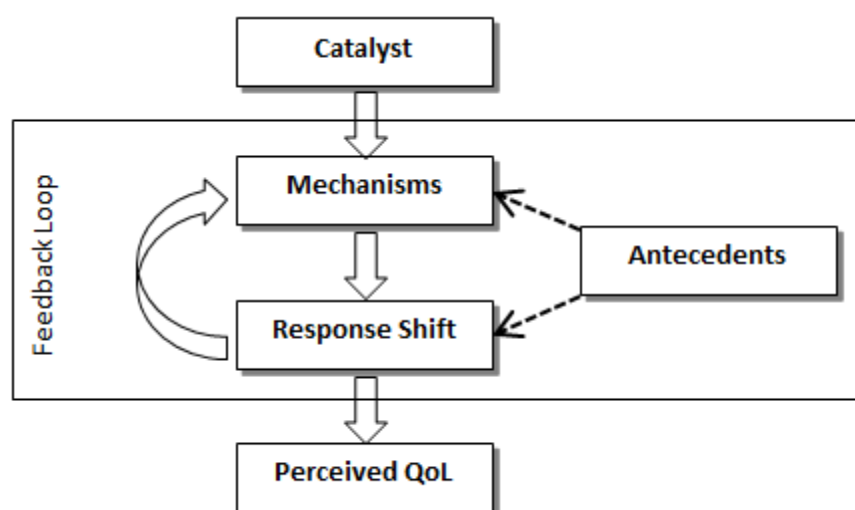 Catalyst
Feedback Loop
Mechanisms
Antecedents
Response Shift
Perceived QoL